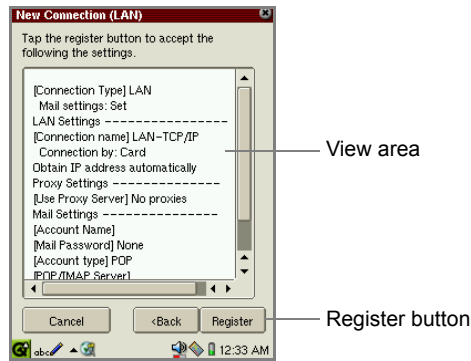 New Connection (LAN)
Tap the register button to accept the
following the settings.
[Connection Type] LAN
Mail settings: Set
LAN Settings ----------------
[Connection name] LAN-TCP/IP
Connection by: Card
Obtain IP address automatically
Proxy Settings ---------------
[Use Proxy Server] No proxies
Mail Settings ---------------
[Account Name]
[Mail Password] None
[Account type] POP
[POP/IMAP Server]
View area
Cancel
<Back
Register
Register button
abc
12:33 AM